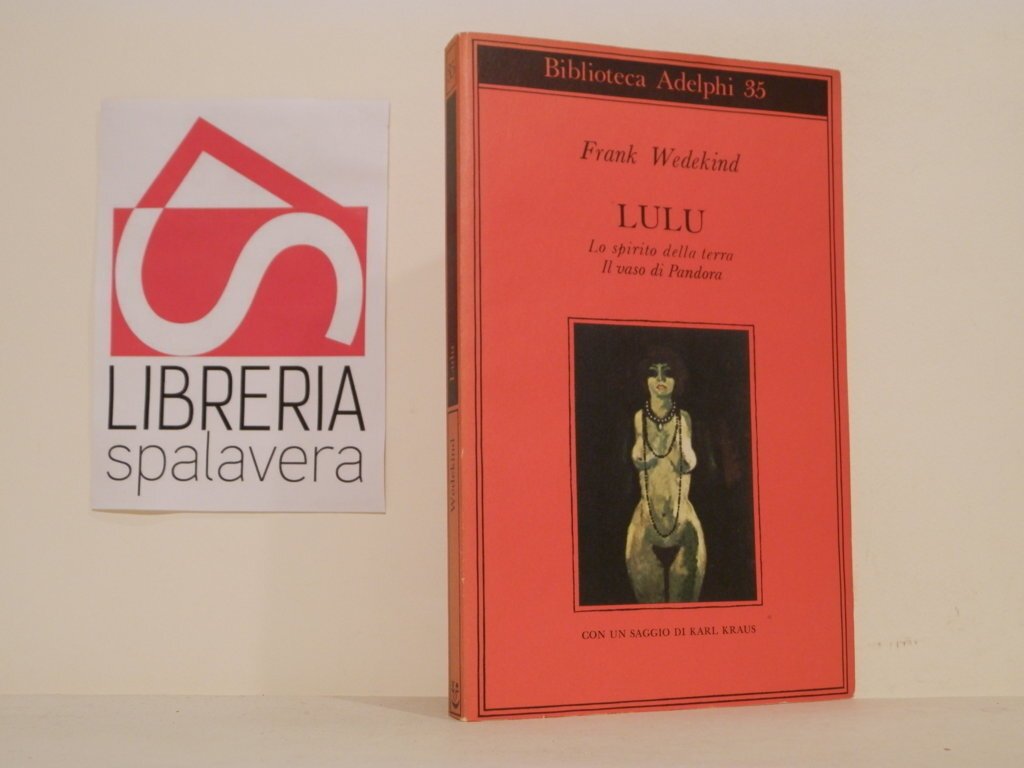 LIBRERIA
spalavera
Biblioteca Adelphi 35
Frank Wedekind
LULU
Lo spirito della terra
Il vaso di Pandora
CON UN SAGGIO DI KARL KRAUS
Wedekind
Lulu